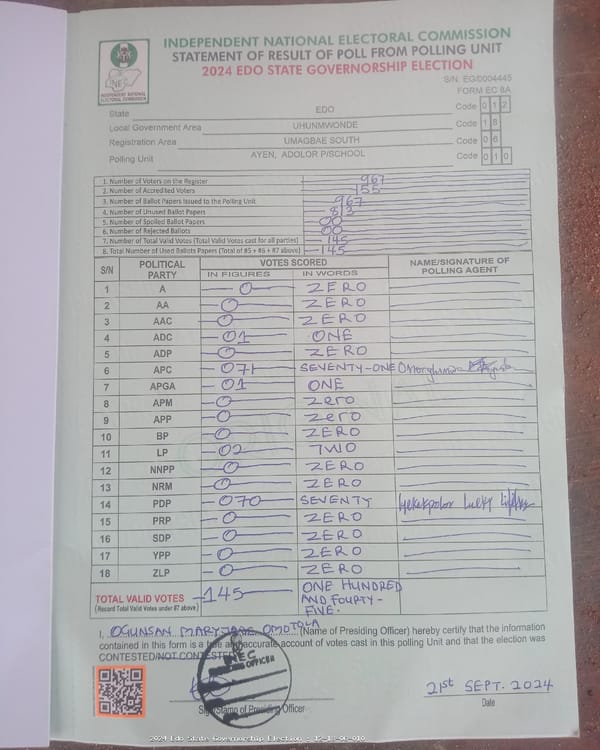 INDEPENDENT NATIONAL ELECTORAL COMMISSION
STATEMENT OF RESULT OF POLL FROM POLLING UNIT
2024 EDO STATE GOVERNORSHIP ELECTION
INEC
INDEPENDENT NATIONAL ELECTORAL COMMISSION
S/N: EG/D004445
FORM EC 8A
State EDO Code 0 1 2
Local Government Area UHUNMWONDE Code 1 8
Registration Area UMAGBAE SOUTH Code 0 6
Polling Unit AYEN, ADOLOR P/SCHOOL Code 0 1 0
1. Number of Voters on the Register 967
2. Number of Accredited Voters 155
3. Number of Ballot Papers Issued to the Polling Unit 967
4. Number of Unused Ballot Papers
5. Number of Spoiled Ballot Papers 00
6. Number of Rejected Ballots 00
7. Number of Total Valid Votes (Total Valid Votes cast for all parties) 145
8. Total Number of Used Ballots Papers (Total of #5 + #6 + #7 above) 145
S/N POLITICAL PARTY VOTES SCORED NAME/SIGNATURE OF POLLING AGENT
IN FIGURES IN WORDS
1 A 0 ZERO
2 AA 0 ZERO
3 AAC 0 ZERO
4 ADC 01 ONE
5 ADP 0 ZERO
6 APC 071 SEVENTY-ONE
7 APGA 01 ONE
8 APM 0 zero
9 APP 0 zero
10 BP 0 ZERO
11 LP 02 TWO
12 NNPP 0 ZERO
13 NRM 0 ZERO
14 PDP 070 SEVENTY Lucky
15 PRP 0 ZERO
16 SDP 0 ZERO
17 YPP 0 ZERO
18 ZLP 0 ZERO
TOTAL VALID VOTES 145 ONE HUNDRED
(Record Total Valid Votes under #7 above) AND FOURTY-
FIVE.
I, OGUNSAN MARYJANE OMOTOLA (Name of Presiding Officer) hereby certify that the information
contained in this form is a true and accurate account of votes cast in this polling Unit and that the election was
CONTESTED/NOT CONTESTED
INEC
PRESIDING OFFICER
21st SEPT. 2024
Sign/Stamp of Presiding Officer Date
2024 Edo State Governorship Election - 12-18-06-010